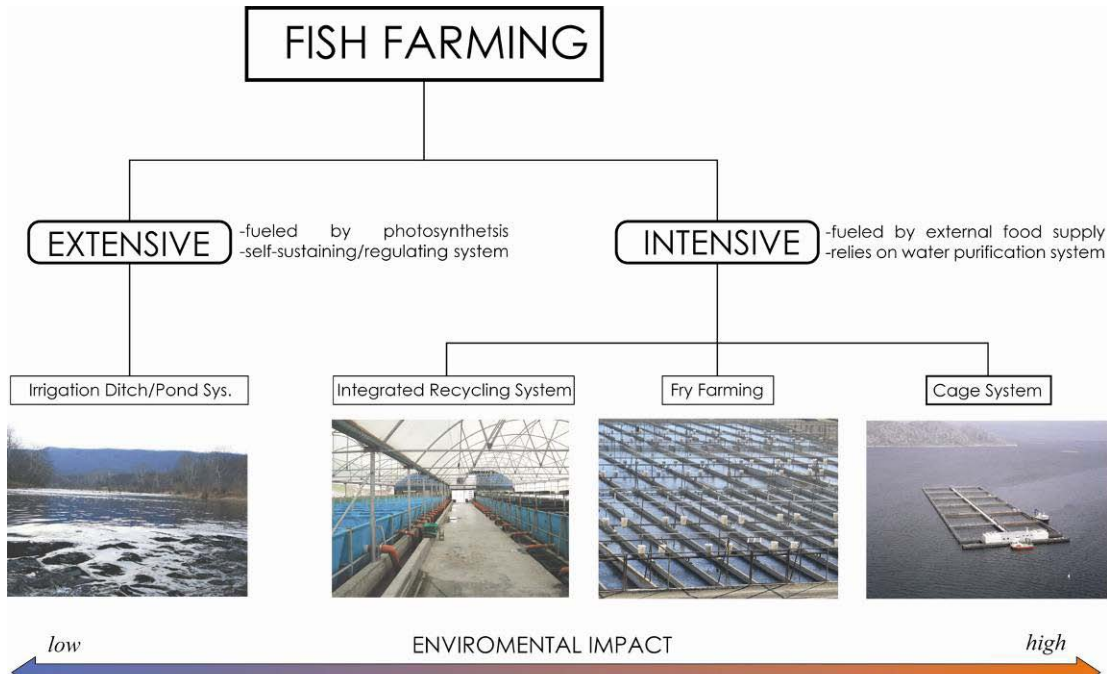 FISH FARMING
EXTENSIVE
-fueled by photosynthetsis
-self-sustaining/regulating system
INTENSIVE
-fueled by external food supply
-relies on water purification system
Irrigation Ditch/Pond Sys.
Integrated Recycling System
Fry Farming
Cage System
low
ENVIROMENTAL IMPACT
high